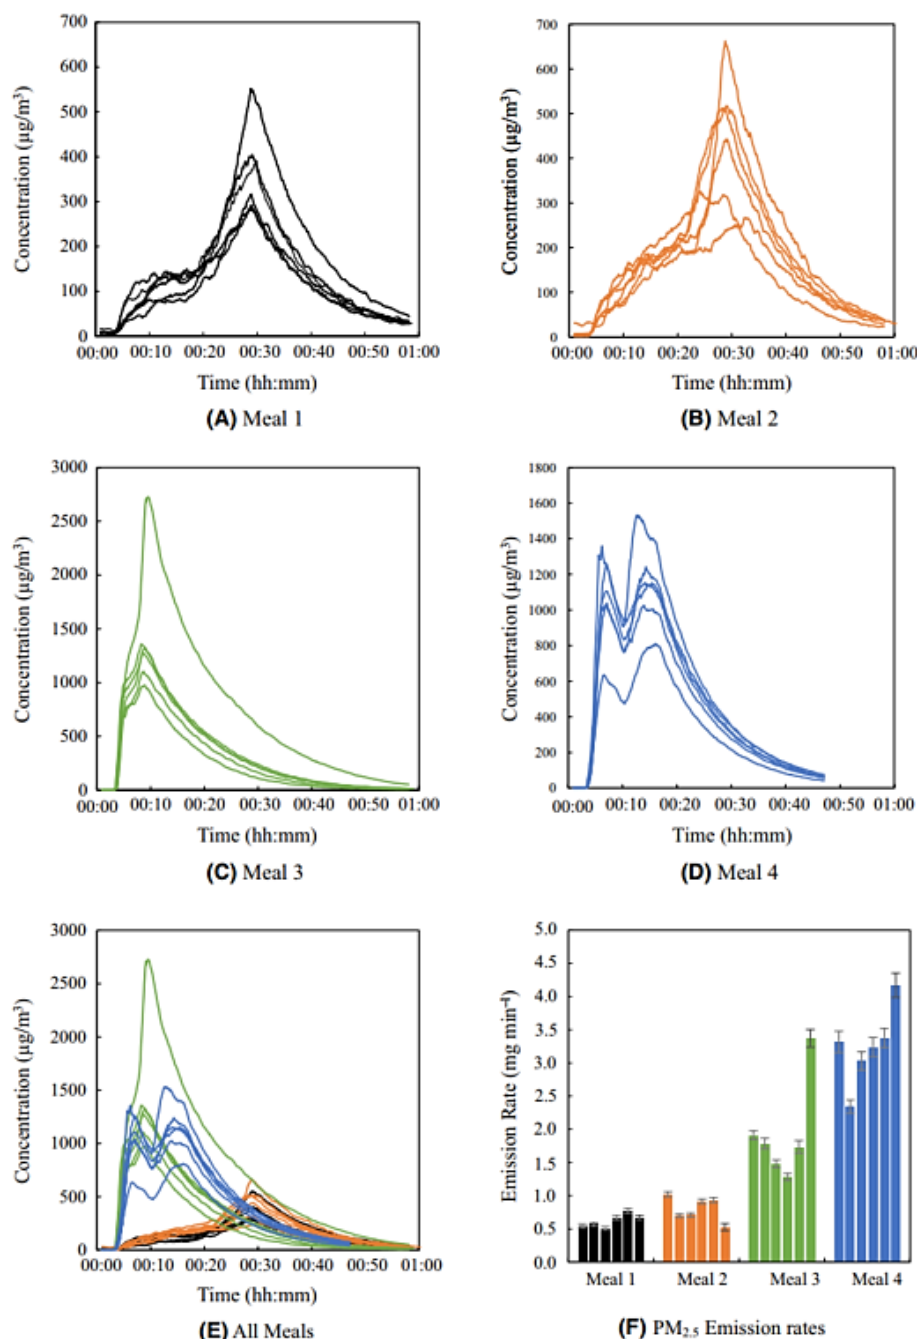 700
600
500
400
300
200
100
0
Concentration (µg/m³)
00:00 00:10 00:20 00:30 00:40 00:50 01:00
Time (hh:mm)
(A) Meal 1
700
600
500
400
300
200
100
0
Concentration (µg/m³)
00:00 00:10 00:20 00:30 00:40 00:50 01:00
Time (hh:mm)
(B) Meal 2
3000
2500
2000
1500
1000
500
0
Concentration (µg/m³)
00:00 00:10 00:20 00:30 00:40 00:50 01:00
Time (hh:mm)
(C) Meal 3
1800
1600
1400
1200
1000
800
600
400
200
0
Concentration (µg/m³)
00:00 00:10 00:20 00:30 00:40 00:50 01:00
Time (hh:mm)
(D) Meal 4
3000
2500
2000
1500
1000
500
0
Concentration (µg/m³)
00:00 00:10 00:20 00:30 00:40 00:50 01:00
Time (hh:mm)
(E) All Meals
5.0
4.5
4.0
3.5
3.0
2.5
2.0
1.5
1.0
0.5
0.0
Emission Rate (mg min⁻¹)
Meal 1 Meal 2 Meal 3 Meal 4
(F) PM₂.₅ Emission rates